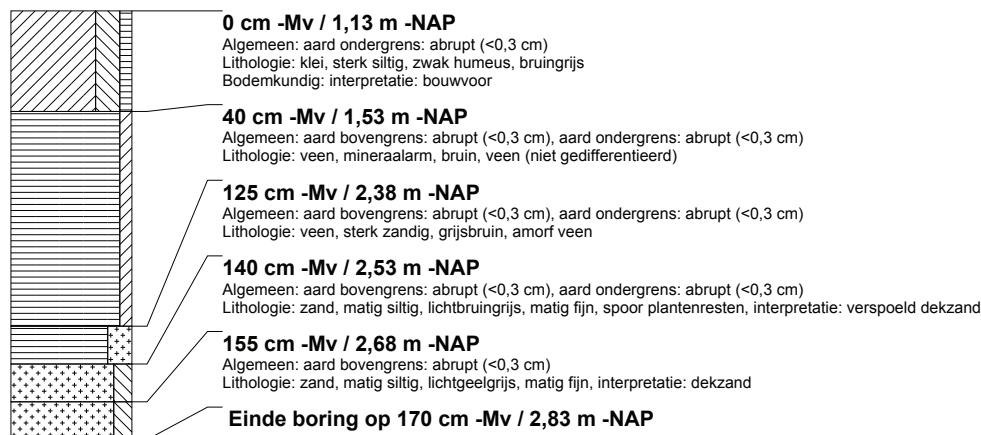 0 cm -Mv / 1,13 m -NAP
Algemeen: aard ondergrens: abrupt (<0,3 cm)
Lithologie: klei, sterk siltig, zwak humeus, bruingrijs
Bodemkundig: interpretatie: bouwvoor
40 cm -Mv / 1,53 m -NAP
Algemeen: aard bovengrens: abrupt (<0,3 cm), aard ondergrens: abrupt (<0,3 cm)
Lithologie: veen, mineraalarm, bruin, veen (niet gedifferentieerd)
125 cm -Mv / 2,38 m -NAP
Algemeen: aard bovengrens: abrupt (<0,3 cm), aard ondergrens: abrupt (<0,3 cm)
Lithologie: veen, sterk zandig, grijsbruin, amorf veen
140 cm -Mv / 2,53 m -NAP
Algemeen: aard bovengrens: abrupt (<0,3 cm), aard ondergrens: abrupt (<0,3 cm)
Lithologie: zand, matig siltig, lichtbruingrijs, matig fijn, spoor plantenresten, interpretatie: verspoeld dekzand
155 cm -Mv / 2,68 m -NAP
Algemeen: aard bovengrens: abrupt (<0,3 cm)
Lithologie: zand, matig siltig, lichtgeelgrijs, matig fijn, interpretatie: dekzand
Einde boring op 170 cm -Mv / 2,83 m -NAP